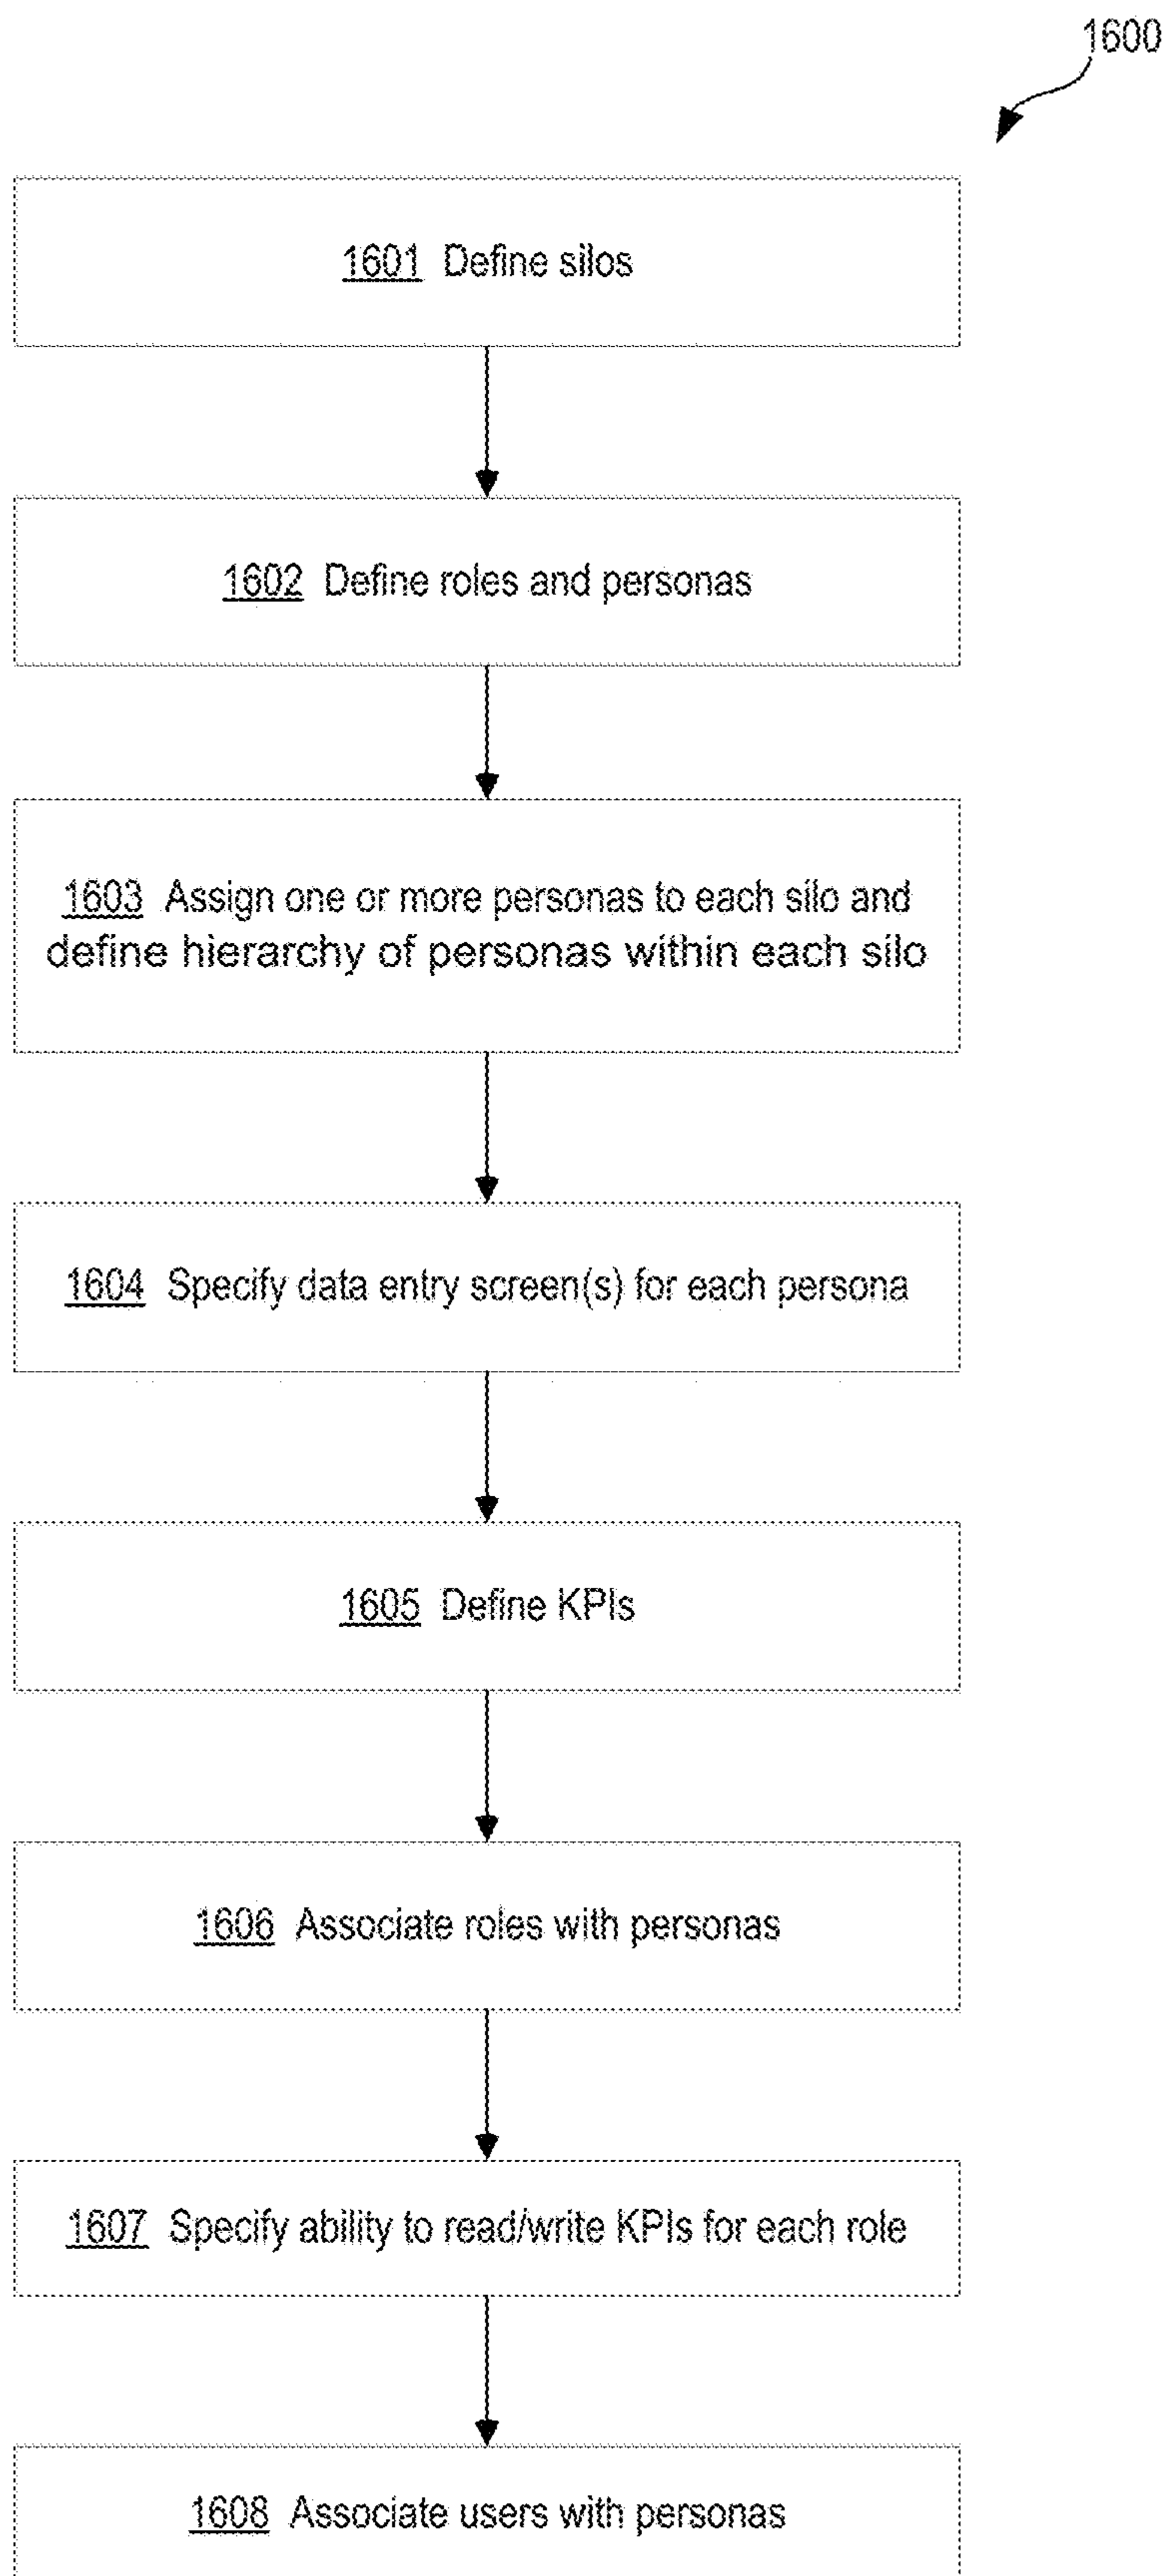 1600
1601 Define silos
1602 Define roles and personas
1603 Assign one or more personas to each silo and
define hierarchy of personas within each silo
1604 Specify data entry screen(s) for each persona
1605 Define KPIs
1606 Associate roles with personas
1607 Specify ability to read/write KPIs for each role
1608 Associate users with personas